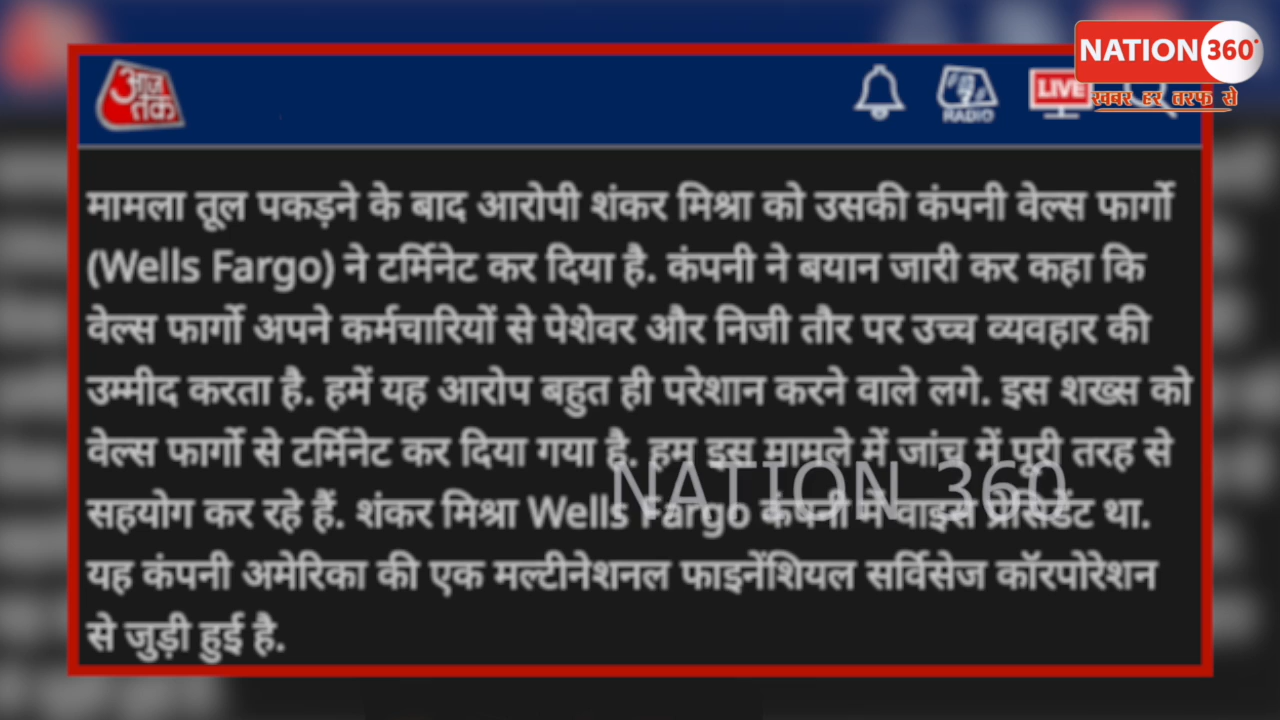 NATION 360°
खबर हर तरफ से
आज तक
RADIO
LIVE
मामला तूल पकड़ने के बाद आरोपी शंकर मिश्रा को उसकी कंपनी वेल्स फार्गो
(Wells Fargo) ने टर्मिनेट कर दिया है. कंपनी ने बयान जारी कर कहा कि
वेल्स फार्गो अपने कर्मचारियों से पेशेवर और निजी तौर पर उच्च व्यवहार की
उम्मीद करता है. हमें यह आरोप बहुत ही परेशान करने वाले लगे. इस शख्स को
वेल्स फार्गो से टर्मिनेट कर दिया गया है. हम इस मामले में जांच में पूरी तरह से
NATION 360
सहयोग कर रहे हैं. शंकर मिश्रा Wells Fargo कंपनी में वाइस प्रेसिडेंट था.
यह कंपनी अमेरिका की एक मल्टीनेशनल फाइनेंशियल सर्विसेज कॉरपोरेशन
से जुड़ी हुई है.